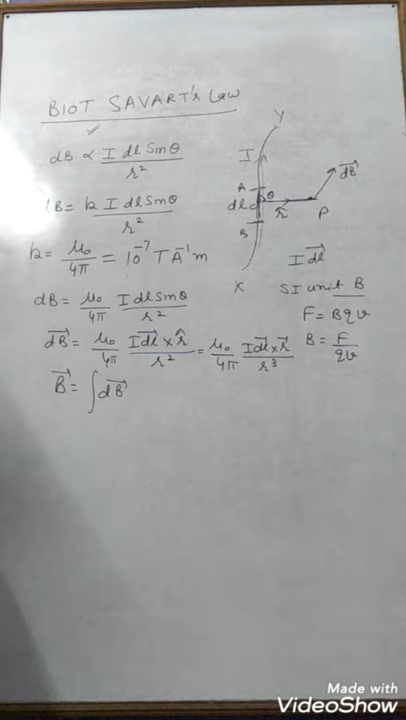 BIOT SAVART's Law
dB ∝ I dl Sinθ / r²
dB = k I dl Sinθ / r²
k = μ₀/4π = 10⁻⁷ T A⁻¹ m
dB = μ₀/4π I dl Sinθ / r²
dB⃗ = μ₀/4π I dl⃗ × r̂ / r² = μ₀/4π I dl⃗ × r⃗ / r³
B⃗ = ∫ dB⃗
Y
I
A
dl
θ
r⃗
dB⃗
P
B
X
I dl⃗
SI unit B
F = Bqv
B = F/qv
Made with
VideoShow